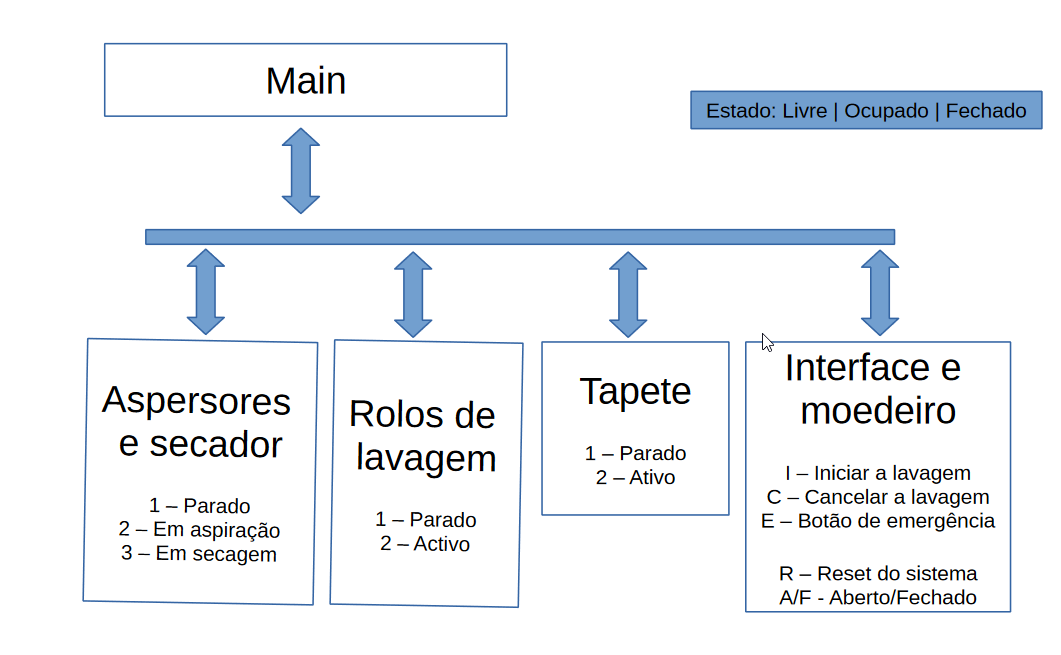 Main
Estado: Livre | Ocupado | Fechado
Aspersores
e secador
1 – Parado
2 – Em aspiração
3 – Em secagem
Rolos de
lavagem
1 – Parado
2 – Activo
Tapete
1 – Parado
2 – Ativo
Interface e
moedeiro
I – Iniciar a lavagem
C – Cancelar a lavagem
E – Botão de emergência
R – Reset do sistema
A/F - Aberto/Fechado